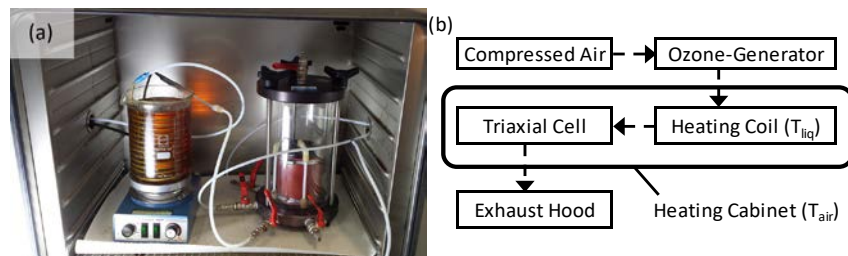 (a)
(b)
Compressed Air
Ozone-Generator
Triaxial Cell
Heating Coil (Tliq)
Exhaust Hood
Heating Cabinet (Tair)